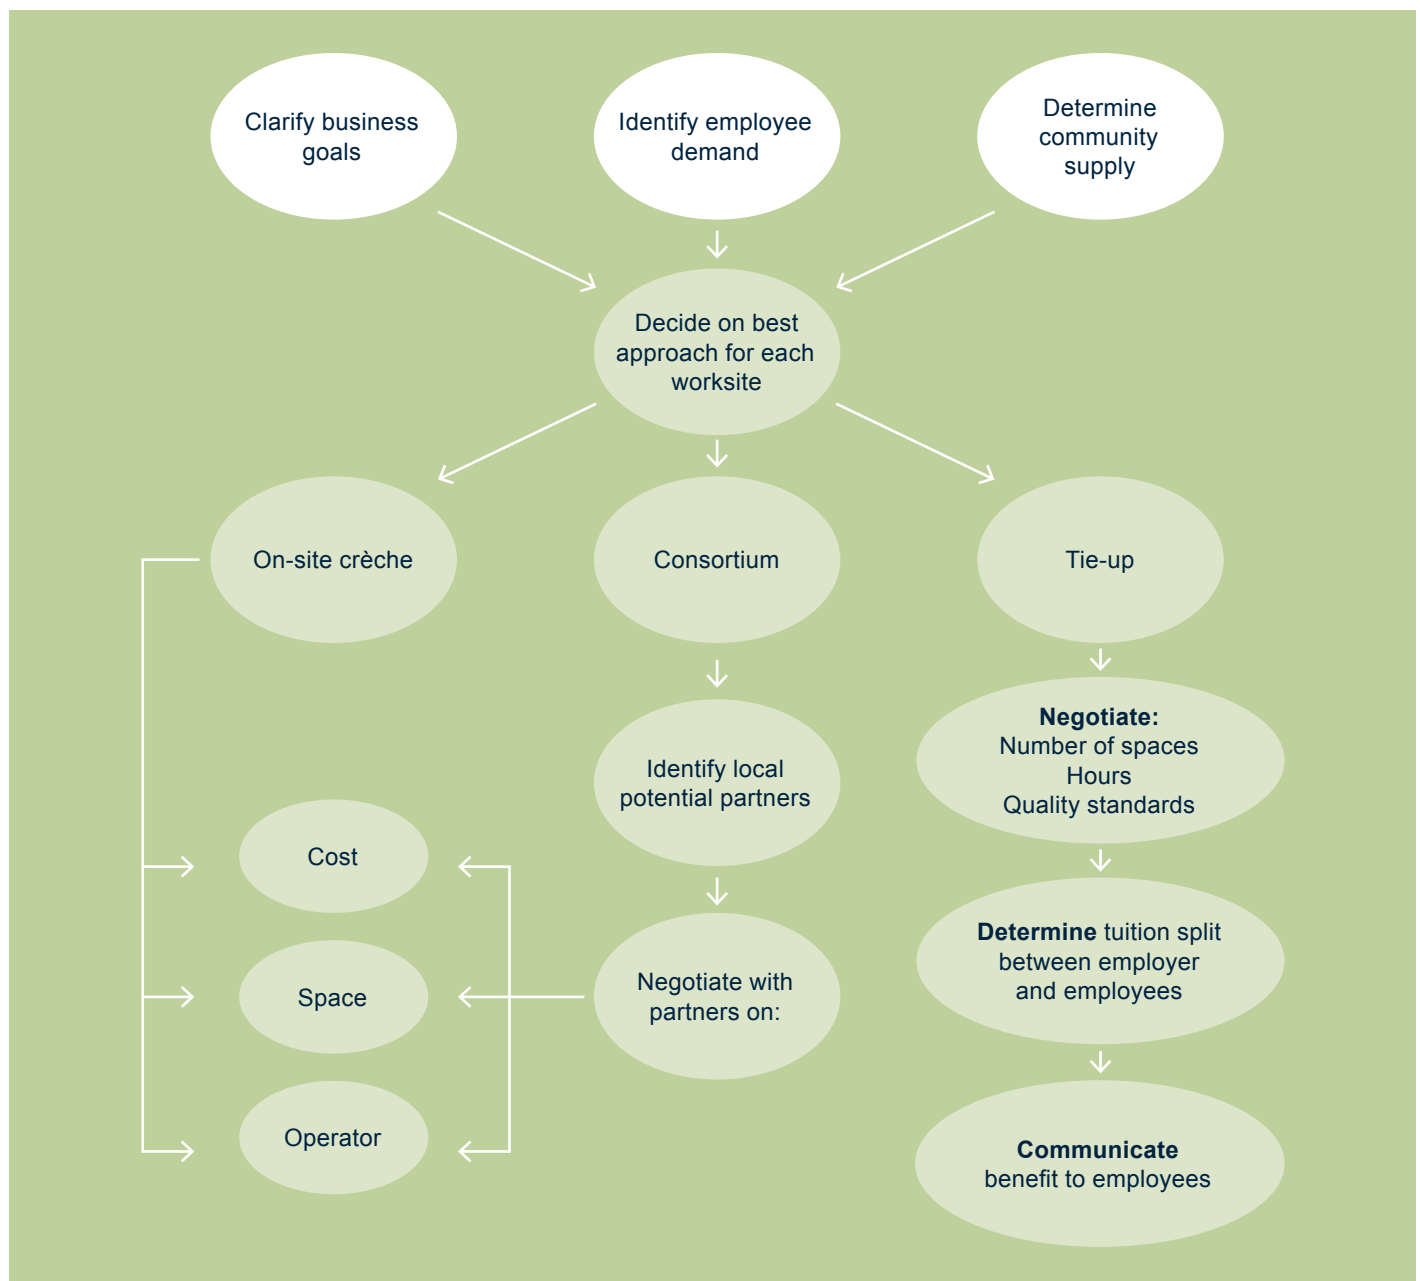 Clarify business
goals
Identify employee
demand
Determine
community
supply
Decide on best
approach for each
worksite
On-site crèche
Consortium
Tie-up
Identify local
potential partners
Negotiate:
Number of spaces
Hours
Quality standards
Cost
Space
Operator
Negotiate with
partners on:
Determine tuition split
between employer
and employees
Communicate
benefit to employees